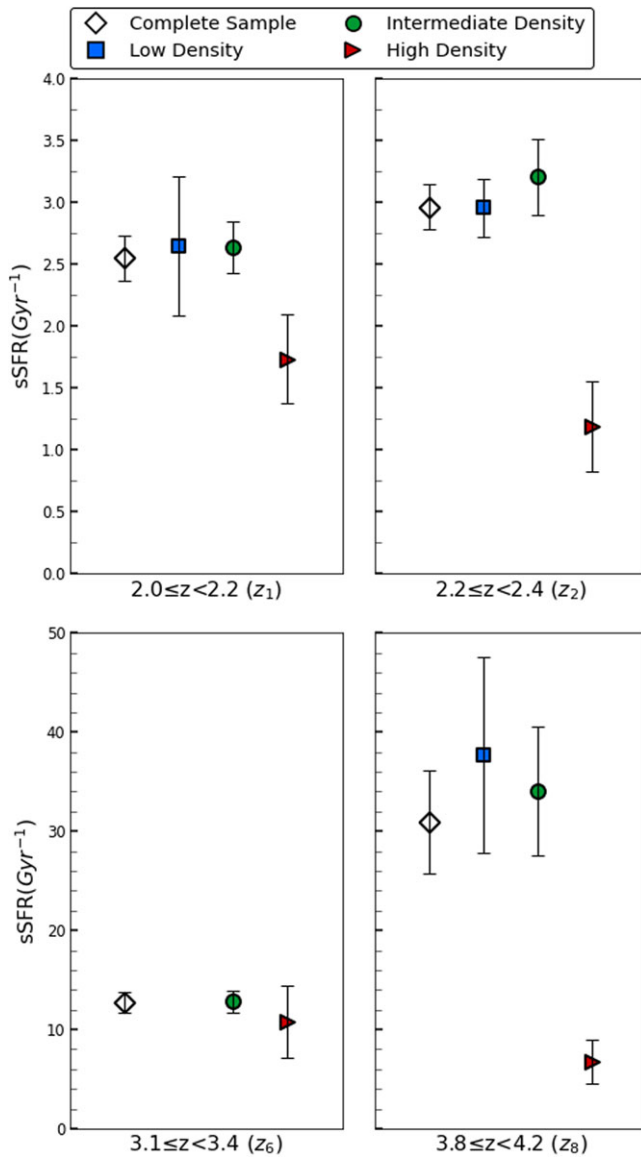 Complete Sample Intermediate Density
Low Density High Density
4.0
3.5
3.0
2.5
2.0
1.5
1.0
0.5
0.0
sSFR(Gyr⁻¹)
2.0≤z<2.2 (z₁) 2.2≤z<2.4 (z₂)
50
40
30
20
10
0
sSFR(Gyr⁻¹)
3.1≤z<3.4 (z₆) 3.8≤z<4.2 (z₈)